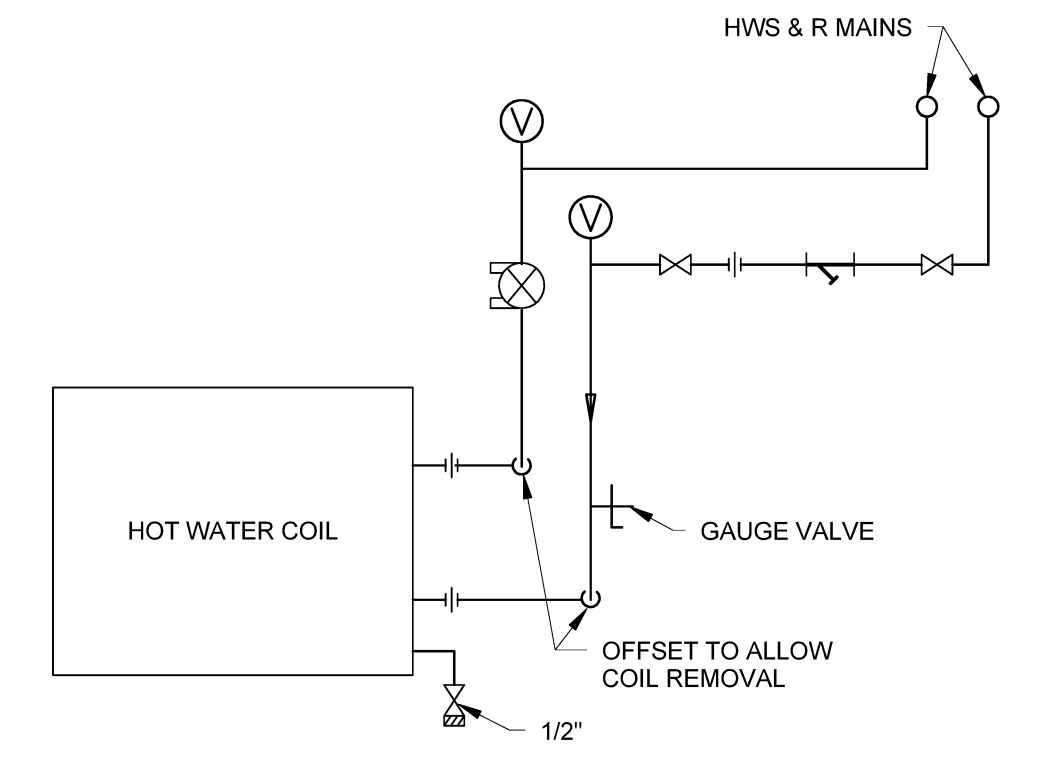 HWS & R MAINS
V
V
HOT WATER COIL
GAUGE VALVE
OFFSET TO ALLOW
COIL REMOVAL
1/2"